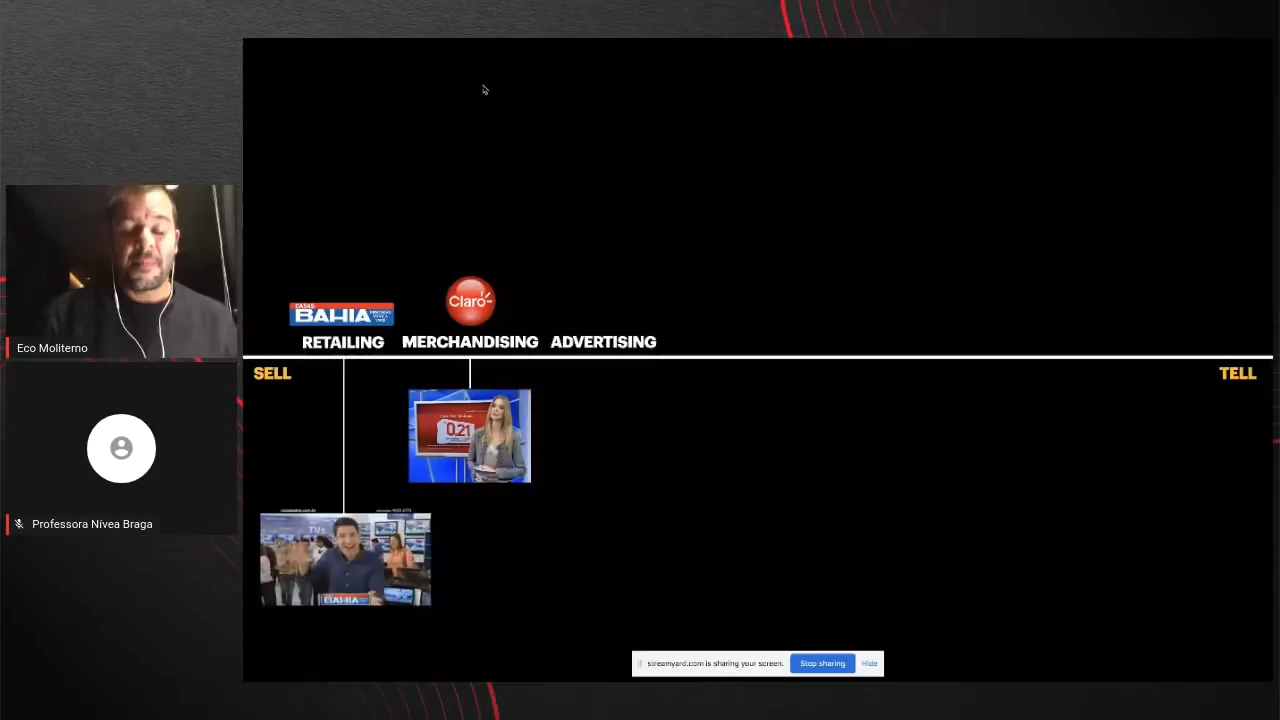 Eco Moliterno
Professora Nívea Braga
CASAS
BAHIA
Claro
RETAILING
MERCHANDISING
ADVERTISING
SELL
TELL
0,21
TVs
BAHIA
streamyard.com is sharing your screen.
Stop sharing
Hide